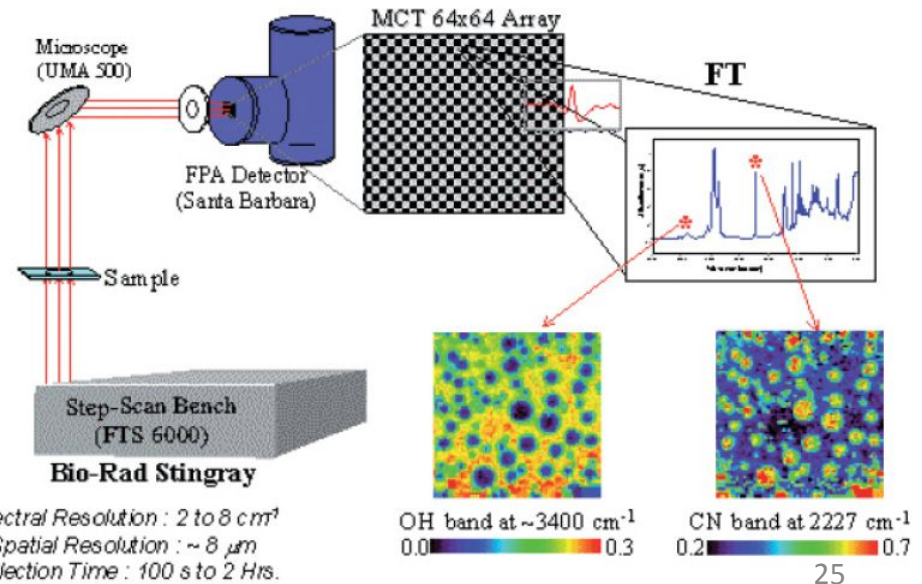 MCT 64x64 Array
Microscope
(UMA 500)
FT
FPA Detector
(Santa Barbara)
Sample
Step-Scan Bench
(FTS 6000)
Bio-Rad Stingray
ectral Resolution : 2 to 8 cm-1
Spatial Resolution : ~ 8 μm
llection Time : 100 s to 2 Hrs.
OH band at ~3400 cm-1
0.0 0.3
CN band at 2227 cm-1
0.2 0.7
25